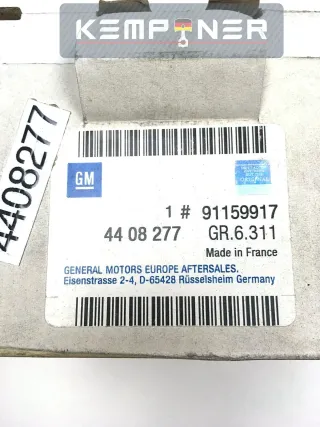 KEMPTNER
4408277
GM
1 # 91159917
44 08 277 GR.6.311
Made in France
GENERAL MOTORS EUROPE AFTERSALES.
Eisenstrasse 2-4, D-65428 Rüsselsheim Germany